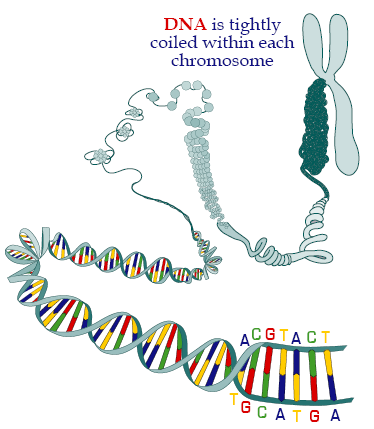 DNA is tightly
coiled within each
chromosome
ACGTACT
TGCATGA